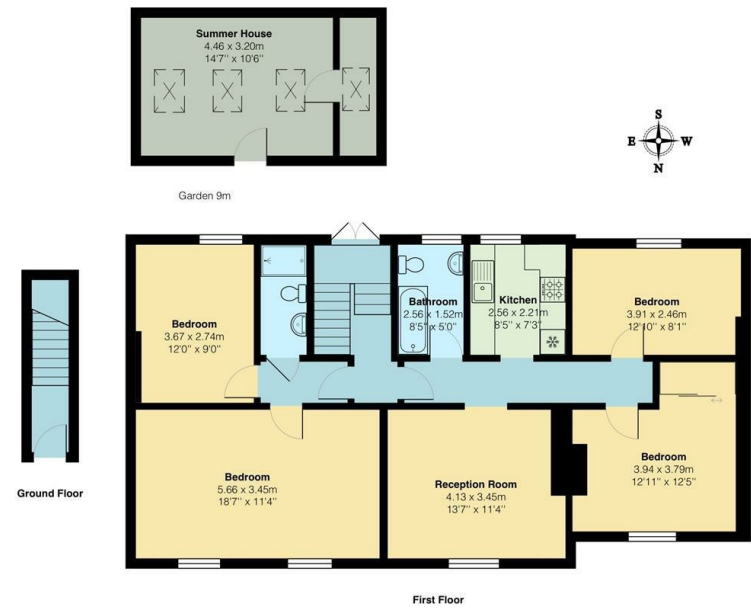 Summer House
4.46 x 3.20m
14'7'' x 10'6''
S
E
W
N
Garden 9m
Bedroom
3.67 x 2.74m
12'0'' x 9'0''
Bathroom
2.56 x 1.52m
8'5'' x 5'0''
Kitchen
2.56 x 2.21m
8'5'' x 7'3''
Bedroom
3.91 x 2.46m
12'10'' x 8'1''
Ground Floor
Bedroom
5.66 x 3.45m
18'7'' x 11'4''
Reception Room
4.13 x 3.45m
13'7'' x 11'4''
Bedroom
3.94 x 3.79m
12'11'' x 12'5''
First Floor